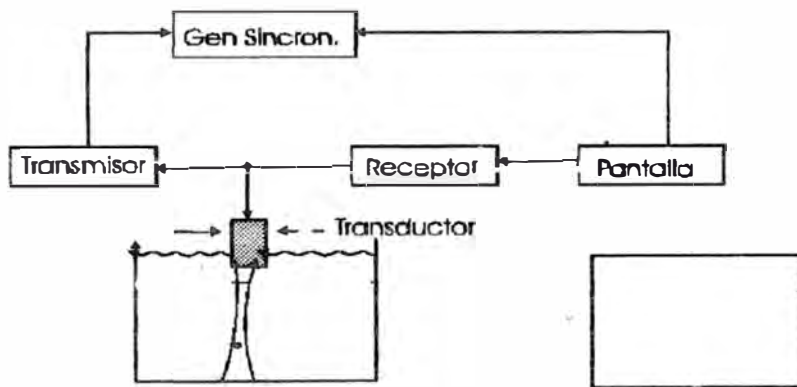 Gen Sincron.
Transmisor
Receptor
Pantalla
Transductor